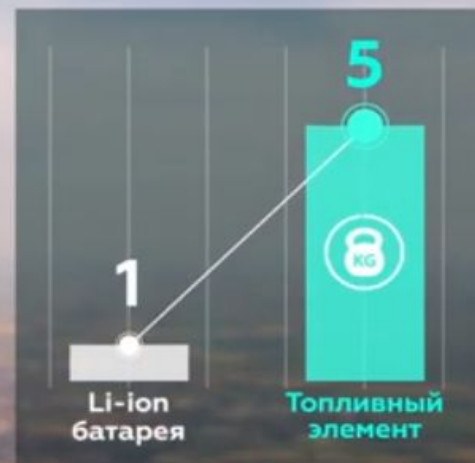 5
1
KG
Li-ion
батарея
Топливный
элемент